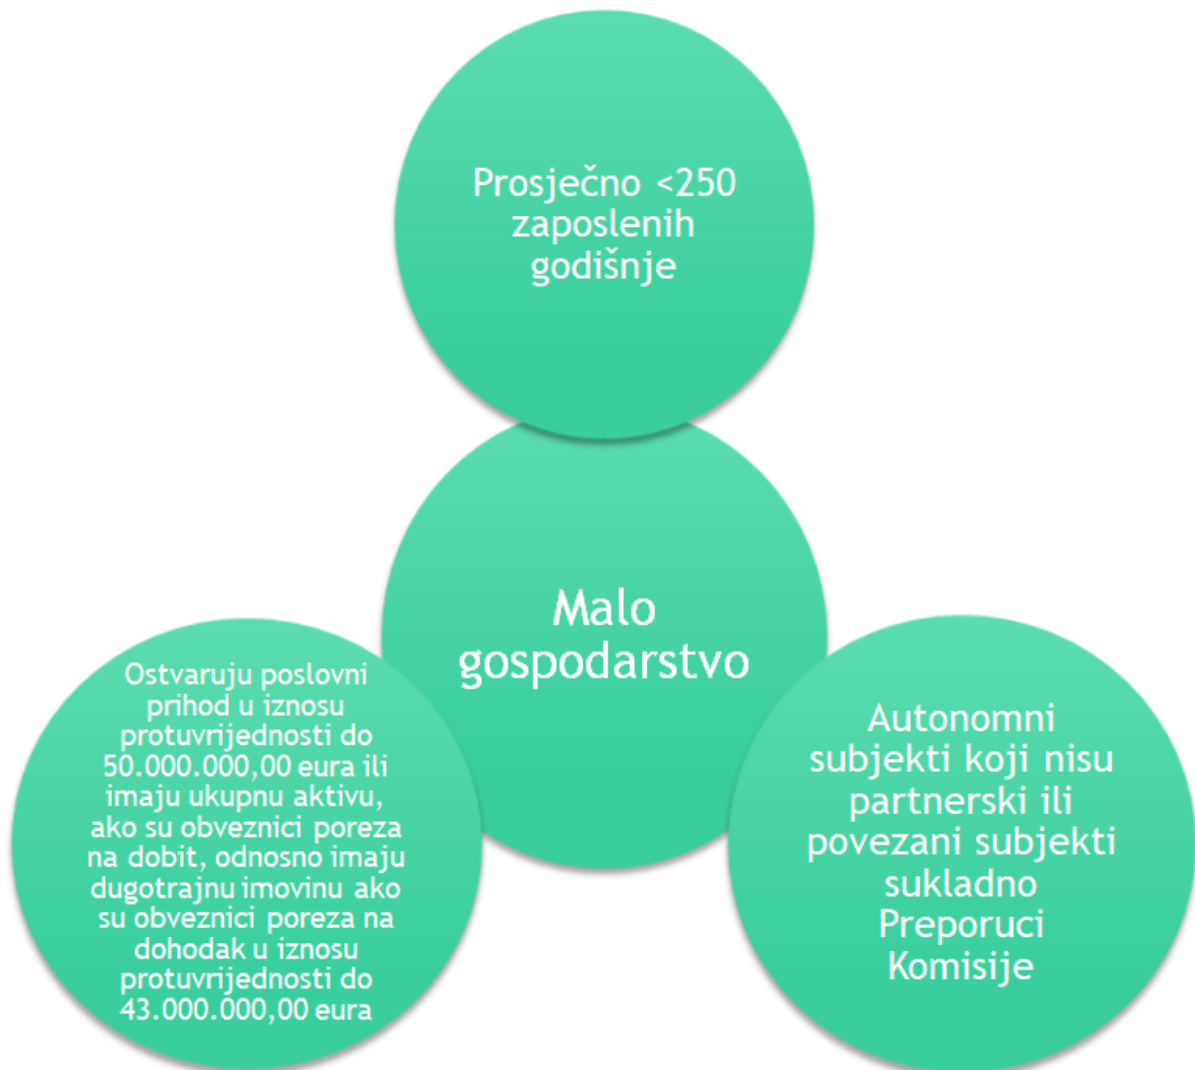 Prosječno <250
zaposlenih
godišnje
Malo
gospodarstvo
Ostvaruju poslovni
prihod u iznosu
protuvrijednosti do
50.000.000,00 eura ili
imaju ukupnu aktivu,
ako su obveznici poreza
na dobit, odnosno imaju
dugotrajnu imovinu ako
su obveznici poreza na
dohodak u iznosu
protuvrijednosti do
43.000.000,00 eura
Autonomni
subjekti koji nisu
partnerski ili
povezani subjekti
sukladno
Preporuci
Komisije